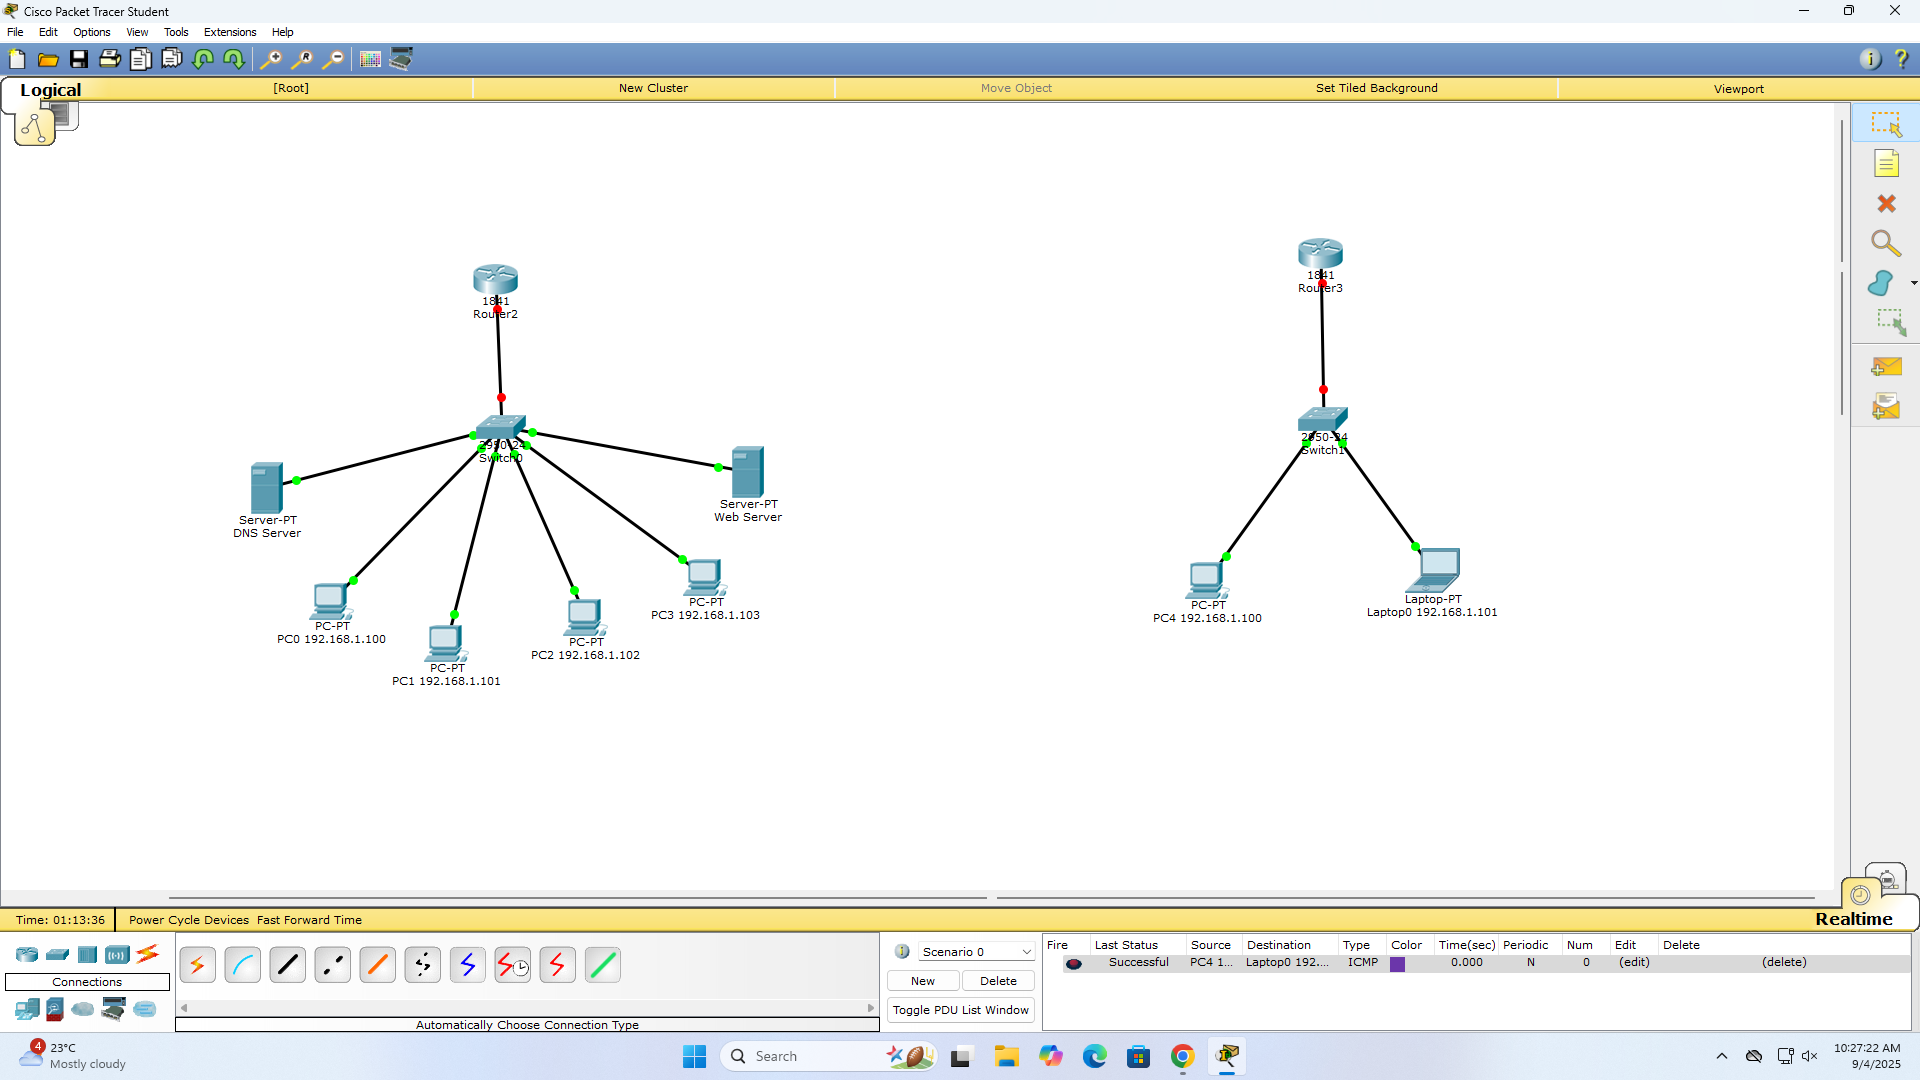 Cisco Packet Tracer Student
File Edit Options View Tools Extensions Help
Logical [Root] New Cluster Move Object Set Tiled Background Viewport
1841
Router2
1841
Router3
2950-24
Switch0
2950-24
Switch1
Server-PT
DNS Server
Server-PT
Web Server
PC-PT
PC0 192.168.1.100
PC-PT
PC1 192.168.1.101
PC-PT
PC2 192.168.1.102
PC-PT
PC3 192.168.1.103
PC-PT
PC4 192.168.1.100
Laptop-PT
Laptop0 192.168.1.101
Time: 01:13:36 Power Cycle Devices Fast Forward Time Realtime
Connections
Automatically Choose Connection Type
Scenario 0
New Delete
Toggle PDU List Window
Fire Last Status Source Destination Type Color Time(sec) Periodic Num Edit Delete
Successful PC4 1... Laptop0 192.... ICMP 0.000 N 0 (edit) (delete)
4
23°C
Mostly cloudy
Search
10:27:22 AM
9/4/2025